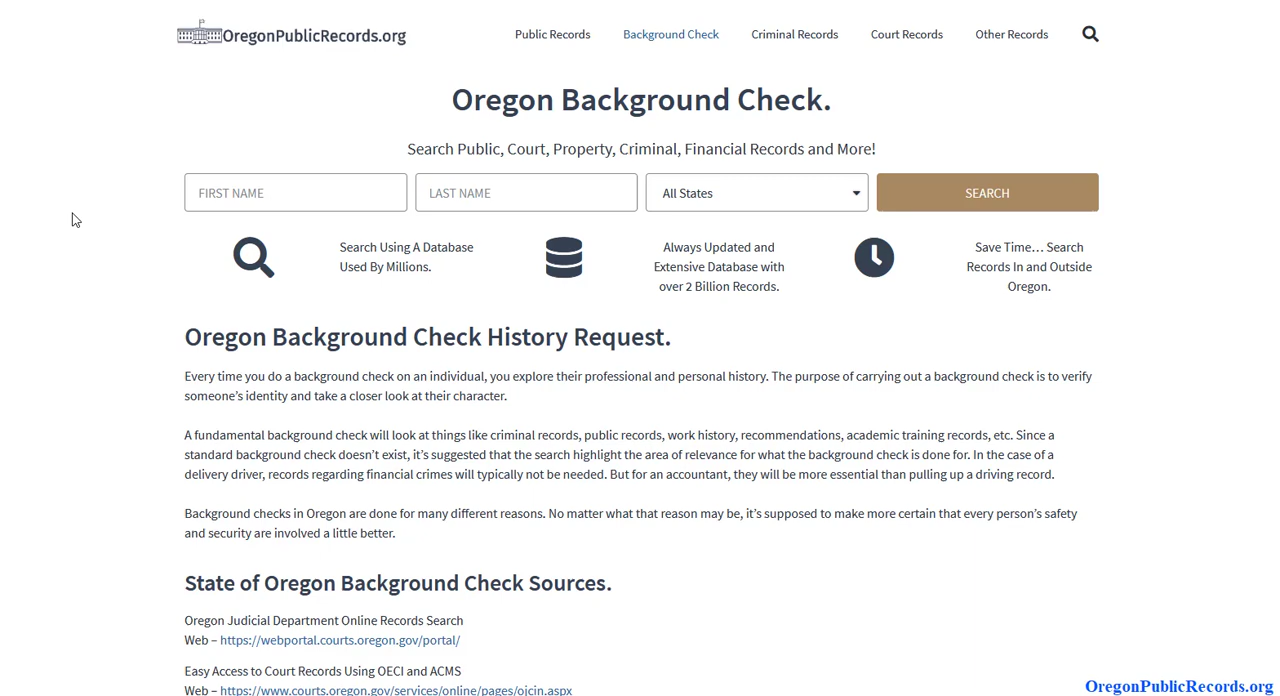 OregonPublicRecords.org
Public Records
Background Check
Criminal Records
Court Records
Other Records
Oregon Background Check.
Search Public, Court, Property, Criminal, Financial Records and More!
FIRST NAME
LAST NAME
All States
SEARCH
Search Using A Database
Used By Millions.
Always Updated and
Extensive Database with
over 2 Billion Records.
Save Time… Search
Records In and Outside
Oregon.
Oregon Background Check History Request.
Every time you do a background check on an individual, you explore their professional and personal history. The purpose of carrying out a background check is to verify
someone’s identity and take a closer look at their character.
A fundamental background check will look at things like criminal records, public records, work history, recommendations, academic training records, etc. Since a
standard background check doesn’t exist, it’s suggested that the search highlight the area of relevance for what the background check is done for. In the case of a
delivery driver, records regarding financial crimes will typically not be needed. But for an accountant, they will be more essential than pulling up a driving record.
Background checks in Oregon are done for many different reasons. No matter what that reason may be, it’s supposed to make more certain that every person’s safety
and security are involved a little better.
State of Oregon Background Check Sources.
Oregon Judicial Department Online Records Search
Web – https://webportal.courts.oregon.gov/portal/
Easy Access to Court Records Using OECI and ACMS
Web – https://www.courts.oregon.gov/services/online/pages/ojcin.aspx
OregonPublicRecords.org